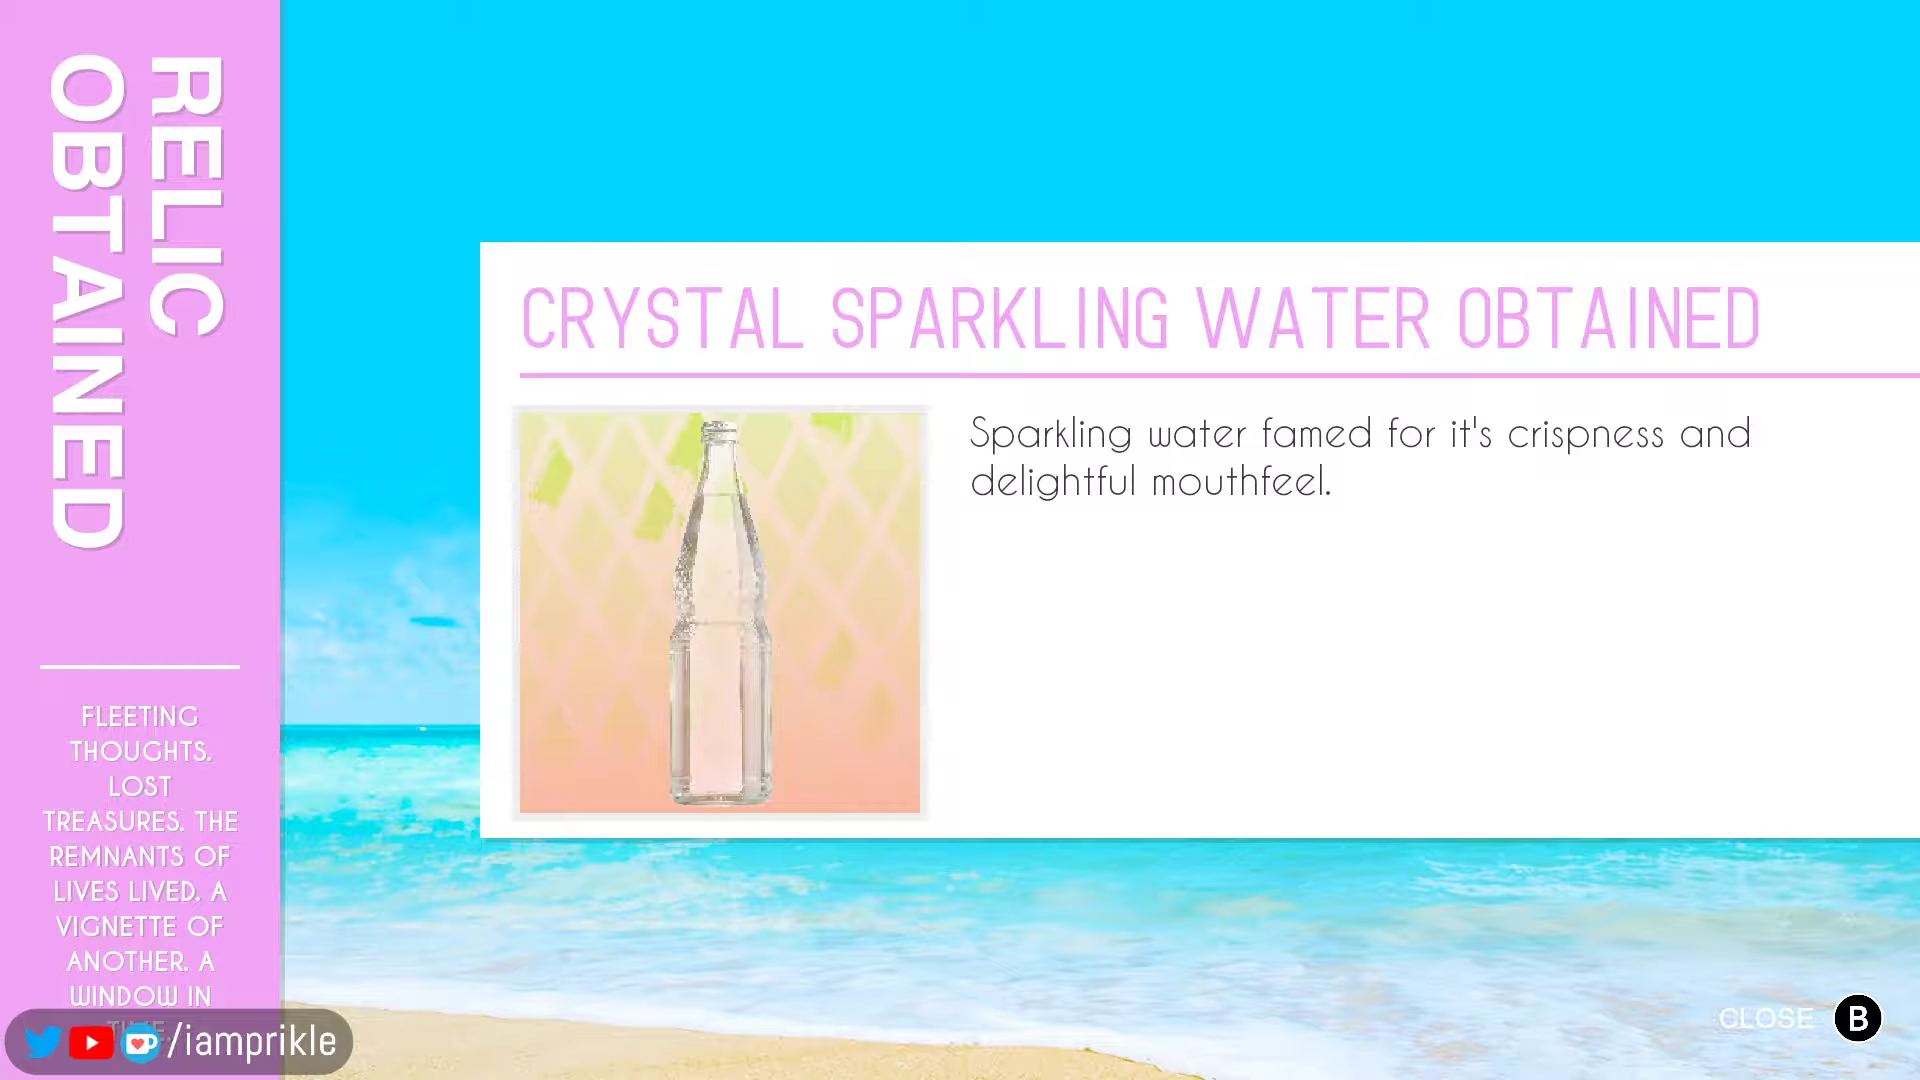 RELIC
OBTAINED
FLEETING
THOUGHTS.
LOST
TREASURES. THE
REMNANTS OF
LIVES LIVED. A
VIGNETTE OF
ANOTHER. A
WINDOW IN
TIME.
CRYSTAL SPARKLING WATER OBTAINED
Sparkling water famed for it's crispness and
delightful mouthfeel.
/iamprikle
CLOSE B